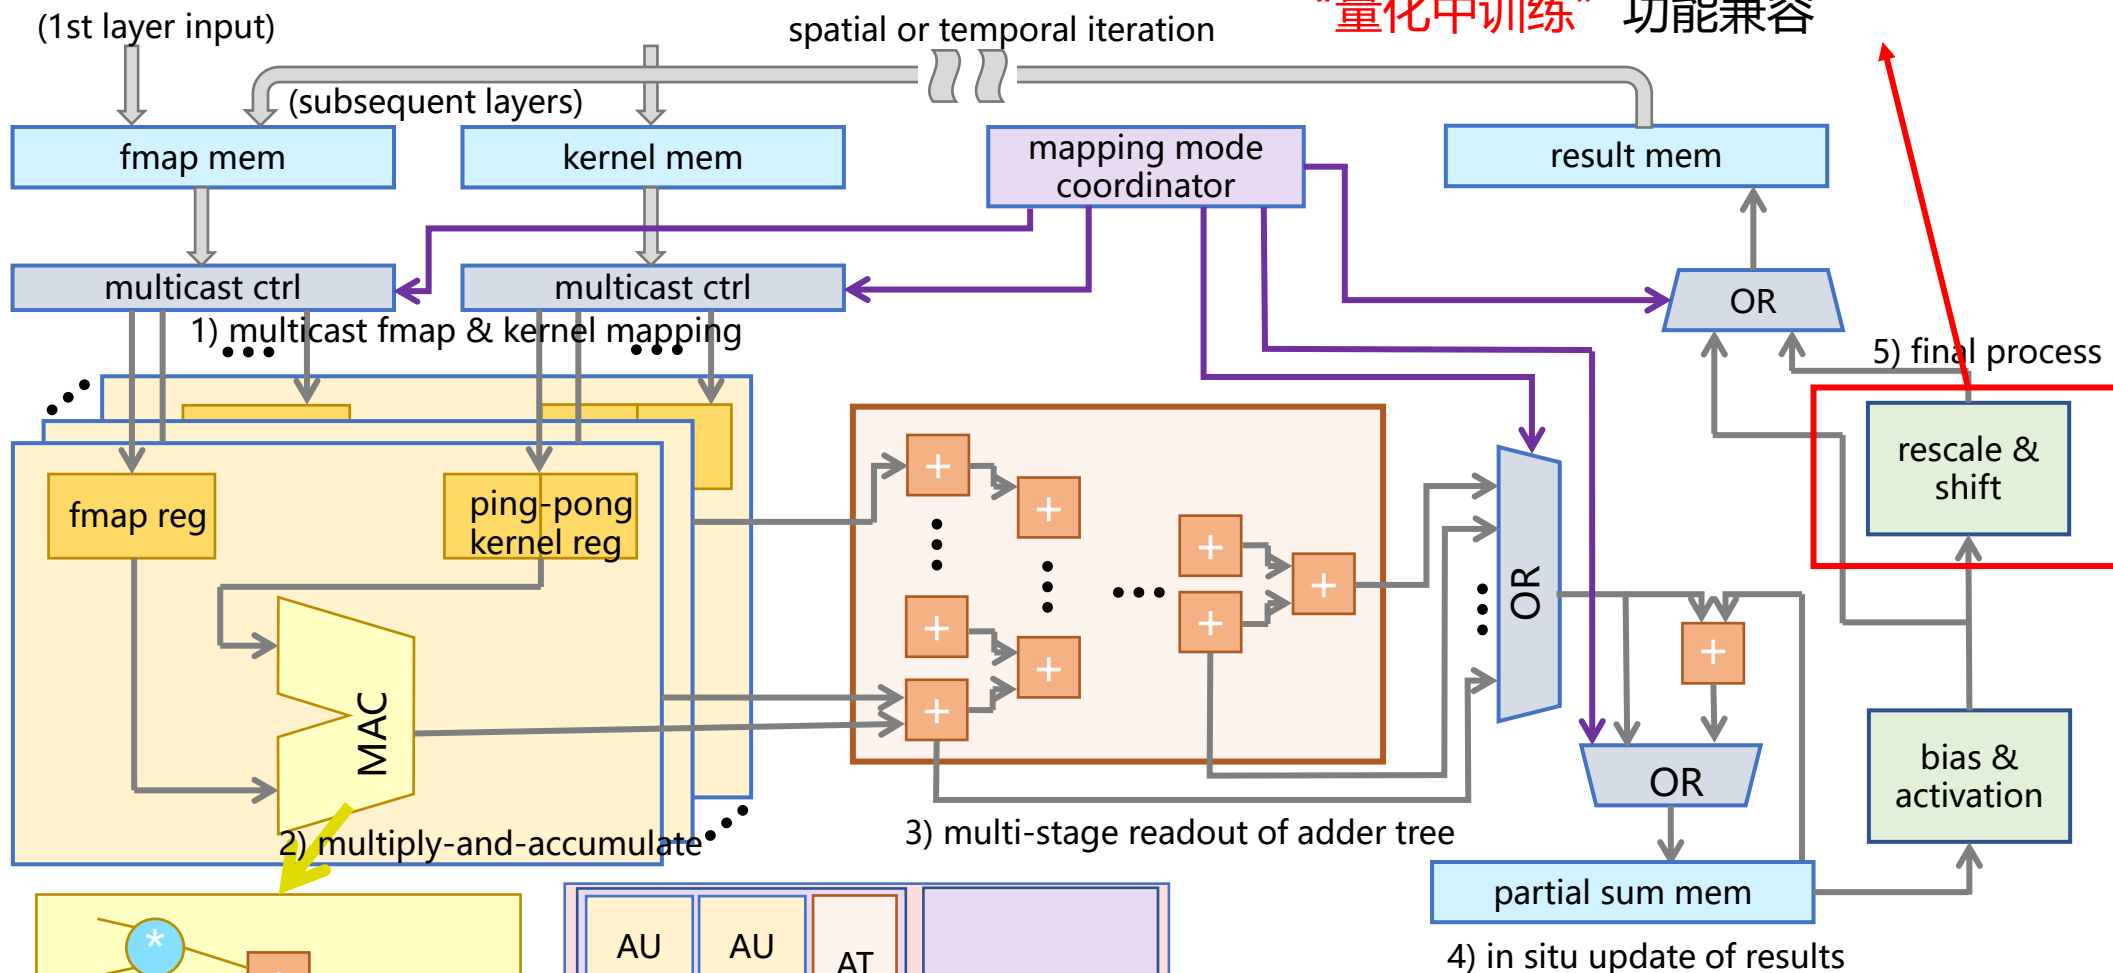 (1st layer input)
spatial or temporal iteration
"量化中训练" 功能兼容
(subsequent layers)
fmap mem
kernel mem
mapping mode
coordinator
result mem
multicast ctrl
multicast ctrl
OR
1) multicast fmap & kernel mapping
5) final process
fmap reg
ping-pong
kernel reg
MAC
+
+
+
+
+
+
+
+
OR
+
rescale &
shift
OR
bias &
activation
2) multiply-and-accumulate
3) multi-stage readout of adder tree
partial sum mem
4) in situ update of results
*
AU
AU
AT